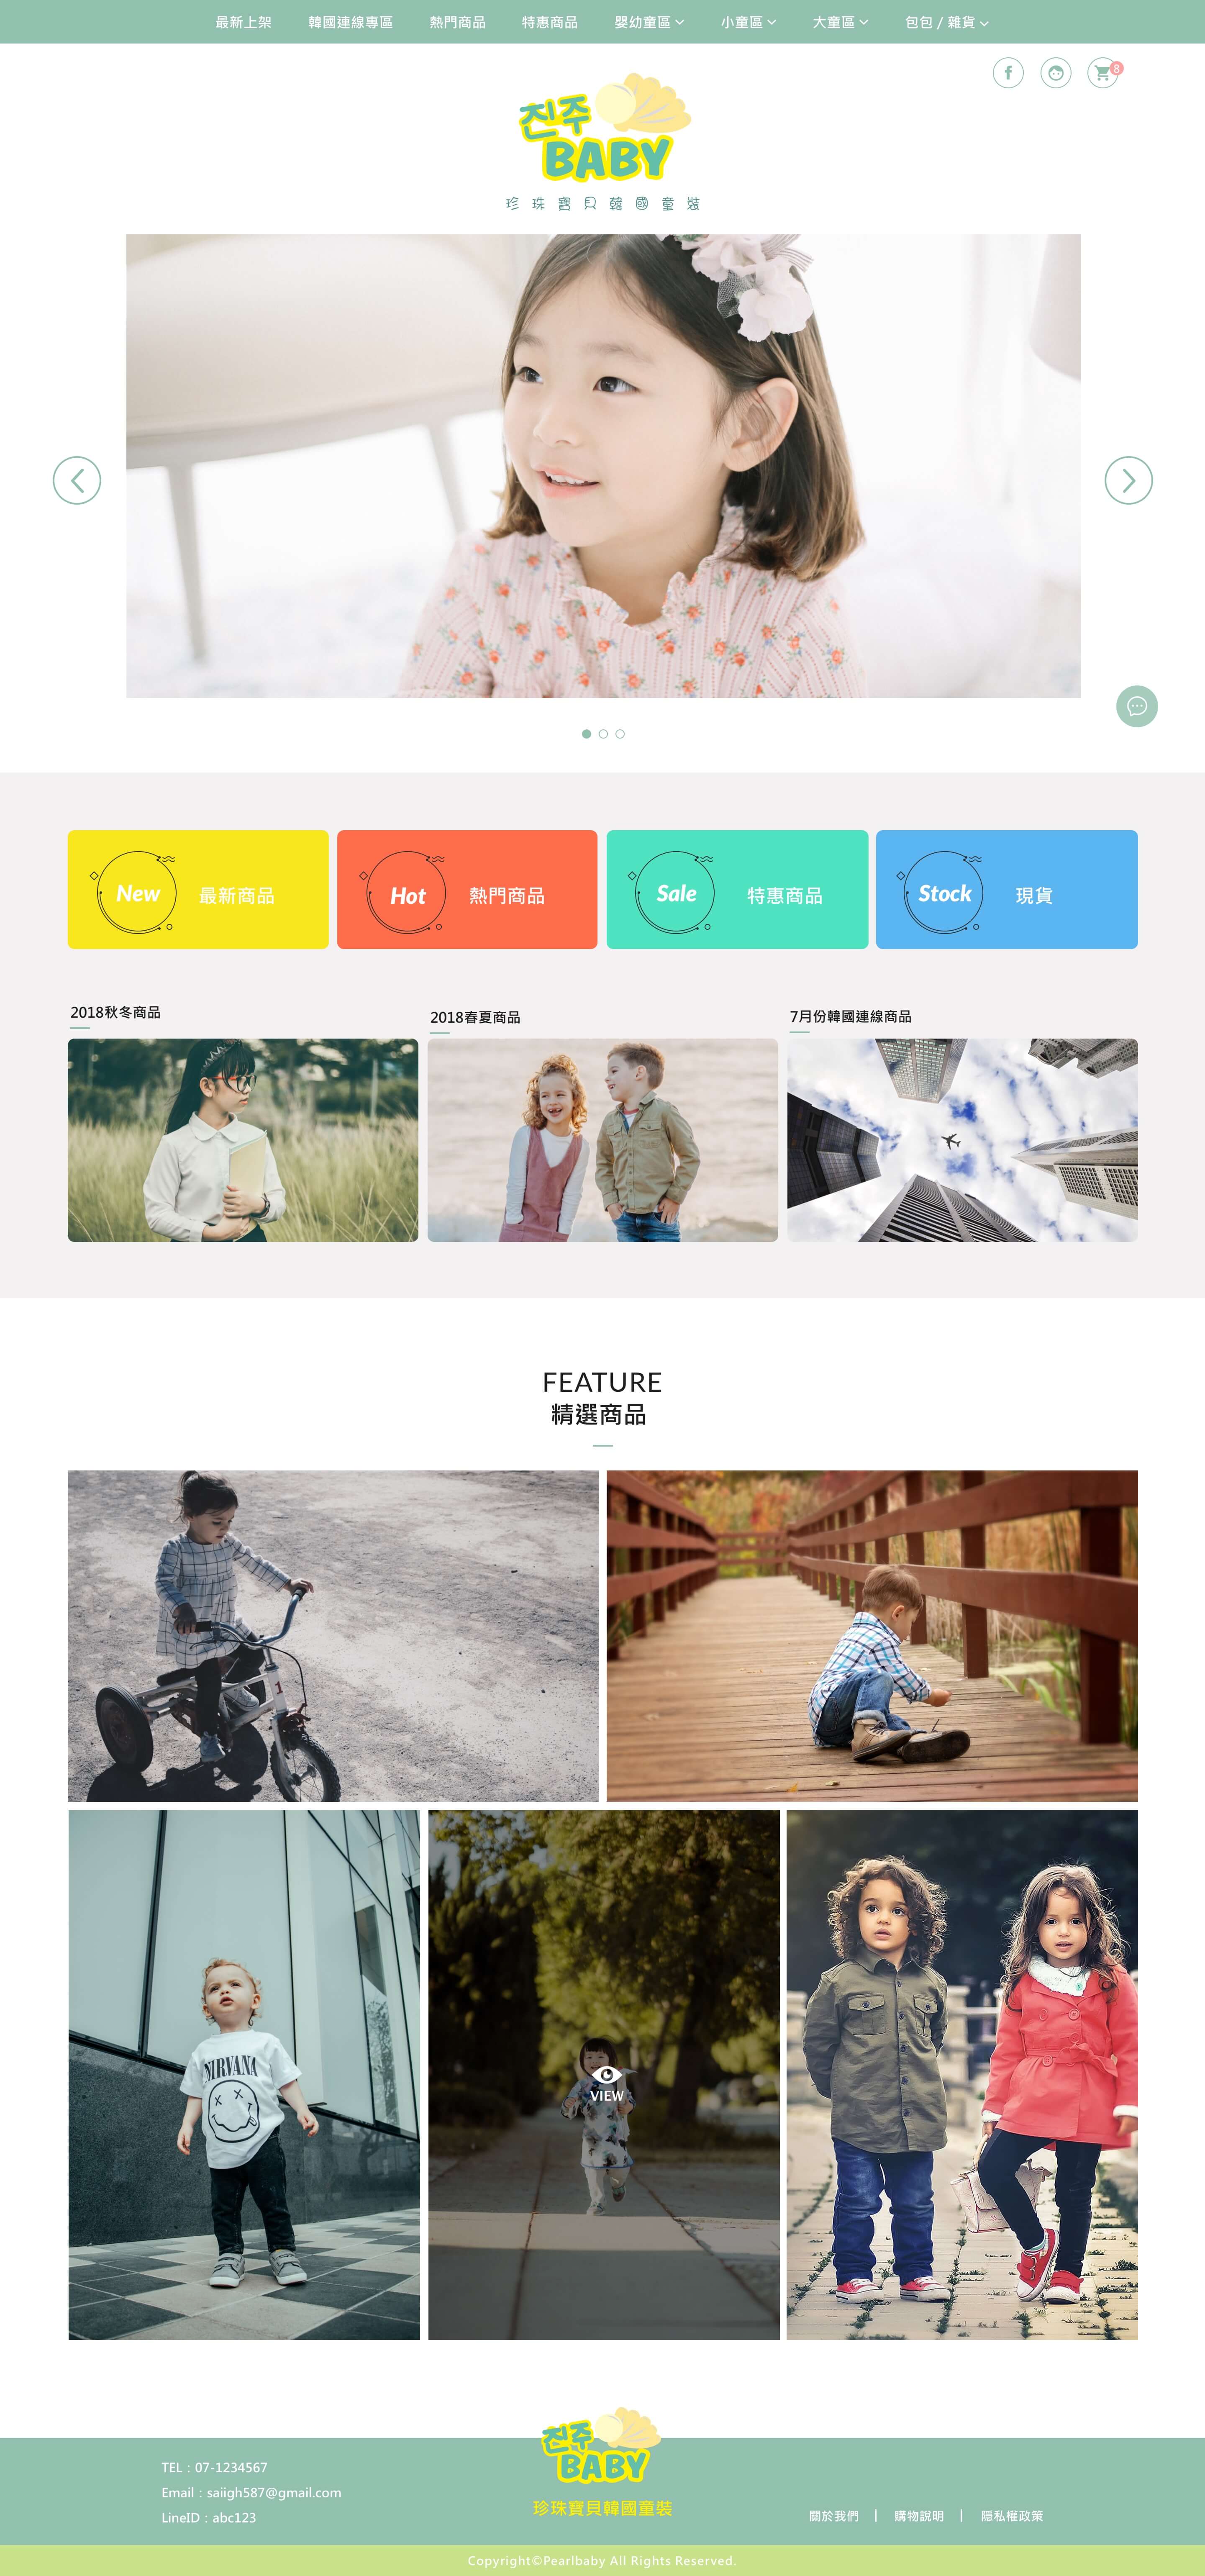 最新上架 韓國連線專區 熱門商品 特惠商品 嬰幼童區 小童區 大童區 包包 / 雜貨
f
8
진주
BABY
珍珠寶貝韓國童裝
New 最新商品
Hot 熱門商品
Sale 特惠商品
Stock 現貨
2018秋冬商品
2018春夏商品
7月份韓國連線商品
FEATURE
精選商品
1
NIRVANA
VIEW
진주
BABY
珍珠寶貝韓國童裝
TEL：07-1234567
Email：saiigh587@gmail.com
LineID：abc123
關於我們 | 購物說明 | 隱私權政策
Copyright©Pearlbaby All Rights Reserved.